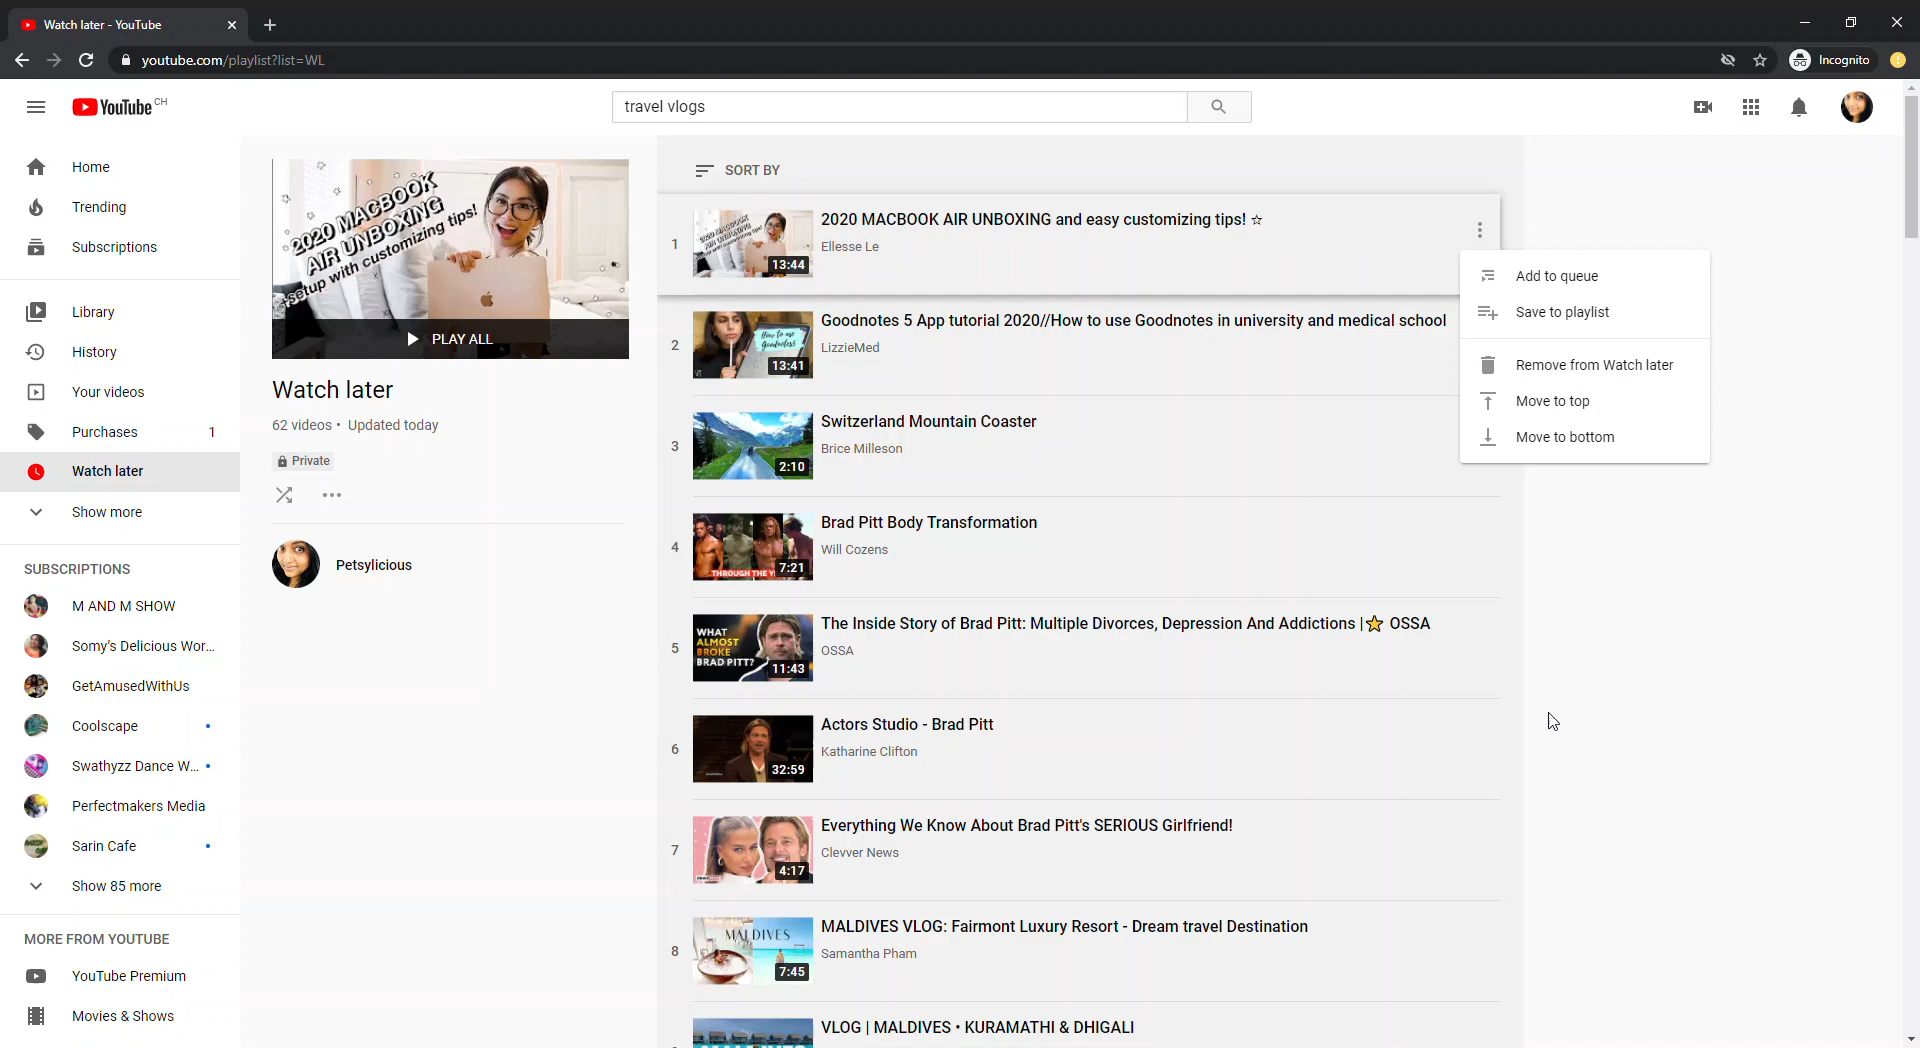 Watch later - YouTube
youtube.com/playlist?list=WL
Incognito
YouTube CH
travel vlogs
Home
Trending
Subscriptions
Library
History
Your videos
Purchases 1
Watch later
Show more
SUBSCRIPTIONS
M AND M SHOW
Somy's Delicious Wor...
GetAmusedWithUs
Coolscape
Swathyzz Dance W...
Perfectmakers Media
Sarin Cafe
Show 85 more
MORE FROM YOUTUBE
YouTube Premium
Movies & Shows
2020 MACBOOK
AIR UNBOXING
setup with customizing tips!
PLAY ALL
Watch later
62 videos • Updated today
Private
Petsylicious
SORT BY
1
2020 MACBOOK
AIR UNBOXING
13:44
2020 MACBOOK AIR UNBOXING and easy customizing tips! ☆
Ellesse Le
2
How to use
Goodnotes?
13:41
Goodnotes 5 App tutorial 2020//How to use Goodnotes in university and medical school
LizzieMed
3
2:10
Switzerland Mountain Coaster
Brice Milleson
4
THROUGH THE
7:21
Brad Pitt Body Transformation
Will Cozens
5
WHAT
ALMOST
BROKE
BRAD PITT?
11:43
The Inside Story of Brad Pitt: Multiple Divorces, Depression And Addictions |⭐ OSSA
OSSA
6
32:59
Actors Studio - Brad Pitt
Katharine Clifton
7
4:17
Everything We Know About Brad Pitt's SERIOUS Girlfriend!
Clevver News
8
MALDIVES
7:45
MALDIVES VLOG: Fairmont Luxury Resort - Dream travel Destination
Samantha Pham
VLOG | MALDIVES • KURAMATHI & DHIGALI
Add to queue
Save to playlist
Remove from Watch later
Move to top
Move to bottom